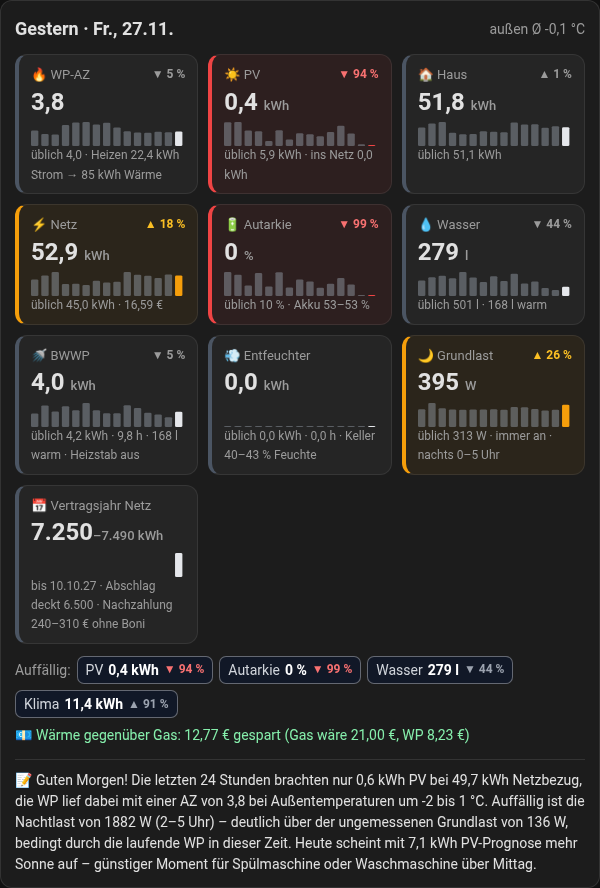 Gestern · Fr., 27.11.
außen Ø -0,1 °C
🔥 WP-AZ ▼ 5 %
3,8
üblich 4,0 · Heizen 22,4 kWh
Strom → 85 kWh Wärme
☀️ PV ▼ 94 %
0,4 kWh
üblich 5,9 kWh · ins Netz 0,0
kWh
🏠 Haus ▲ 1 %
51,8 kWh
üblich 51,1 kWh
⚡ Netz ▲ 18 %
52,9 kWh
üblich 45,0 kWh · 16,59 €
🔋 Autarkie ▼ 99 %
0 %
üblich 10 % · Akku 53–53 %
💧 Wasser ▼ 44 %
279 l
üblich 501 l · 168 l warm
🚿 BWWP ▼ 5 %
4,0 kWh
üblich 4,2 kWh · 9,8 h · 168 l
warm · Heizstab aus
💨 Entfeuchter
0,0 kWh
üblich 0,0 kWh · 0,0 h · Keller
40–43 % Feuchte
🌙 Grundlast ▲ 26 %
395 W
üblich 313 W · immer an ·
nachts 0–5 Uhr
📅 Vertragsjahr Netz
7.250–7.490 kWh
bis 10.10.27 · Abschlag
deckt 6.500 · Nachzahlung
240–310 € ohne Boni
Auffällig: PV 0,4 kWh ▼ 94 % Autarkie 0 % ▼ 99 % Wasser 279 l ▼ 44 %
Klima 11,4 kWh ▲ 91 %
💶 Wärme gegenüber Gas: 12,77 € gespart (Gas wäre 21,00 €, WP 8,23 €)
📝 Guten Morgen! Die letzten 24 Stunden brachten nur 0,6 kWh PV bei 49,7 kWh Netzbezug,
die WP lief dabei mit einer AZ von 3,8 bei Außentemperaturen um -2 bis 1 °C. Auffällig ist die
Nachtlast von 1882 W (2–5 Uhr) – deutlich über der ungemessenen Grundlast von 136 W,
bedingt durch die laufende WP in dieser Zeit. Heute scheint mit 7,1 kWh PV-Prognose mehr
Sonne auf – günstiger Moment für Spülmaschine oder Waschmaschine über Mittag.